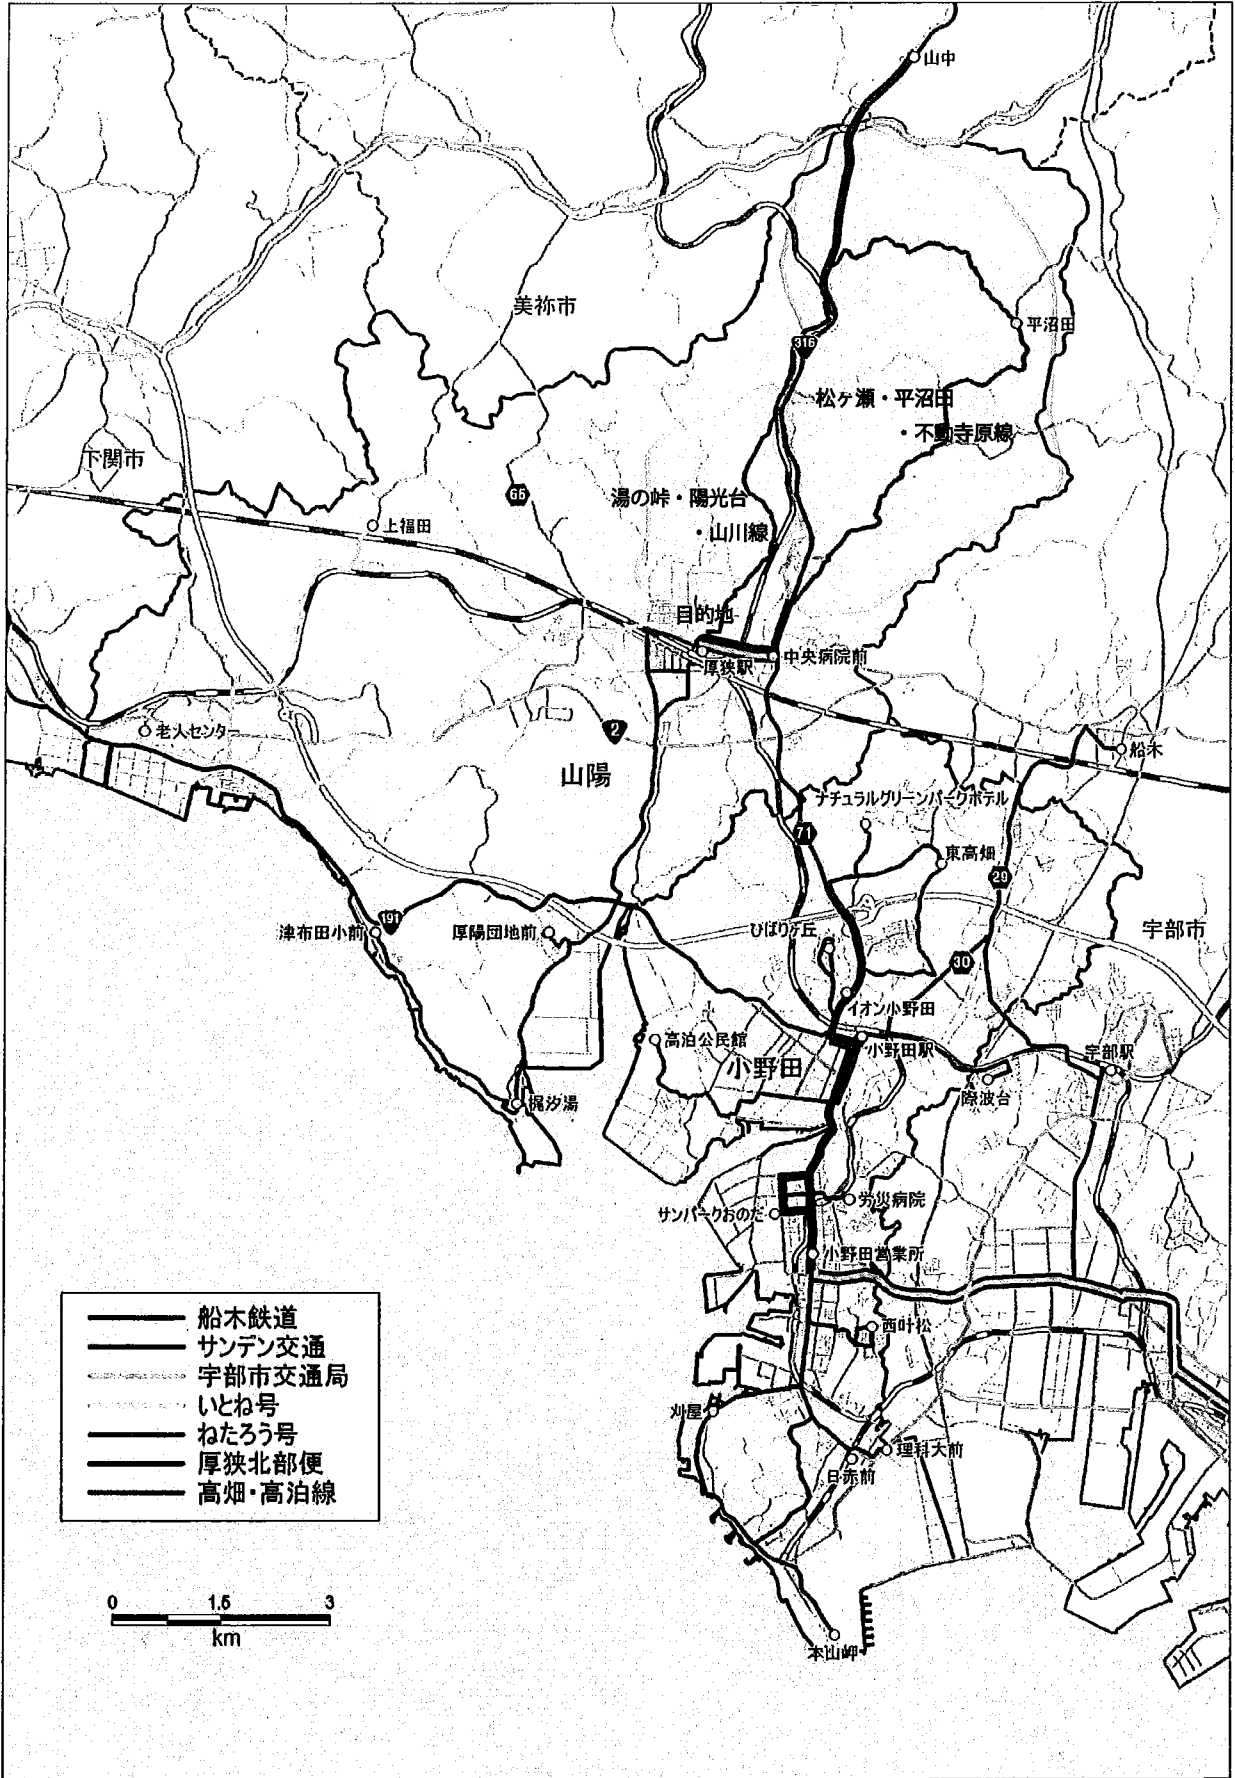 山中
美祢市
平沼田
316
松ヶ瀬・平沼田
・不動寺原線
下関市
65
湯の峠・陽光台
・山川線
上福田
目的地
厚狭駅
中央病院前
老人センター
2
船木
山陽
ナチュラルグリーンパークホテル
71
東高畑
29
191
津布田小前
厚陽団地前
ひばりヶ丘
宇部市
30
イオン小野田
高泊公民館
小野田駅
宇部駅
小野田
際波台
梶汐湯
労災病院
サンパークおのだ
小野田営業所
船木鉄道
サンデン交通
宇部市交通局
いとね号
ねたろう号
厚狭北部便
高畑・高泊線
西叶松
刈屋
理科大前
日赤前
0 1.5 3
km
本山岬